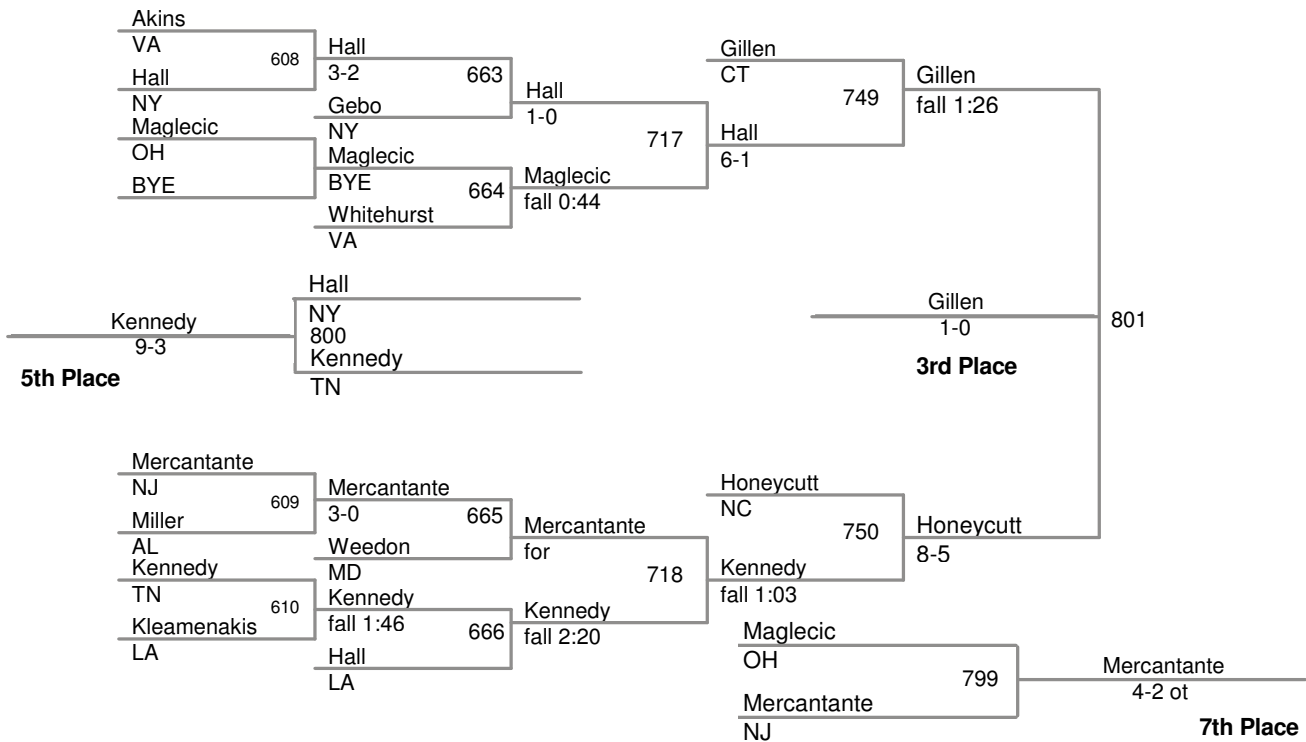 Akins
VA
608
Hall
NY
Hall
3-2
663
Gebo
NY
Maglecic
OH
BYE
Maglecic
BYE
664
Whitehurst
VA
Hall
1-0
717
Maglecic
fall 0:44
Gillen
CT
749
Hall
6-1
Gillen
fall 1:26
Hall
NY
800
Kennedy
TN
Kennedy
9-3
5th Place
Gillen
1-0
801
3rd Place
Mercantante
NJ
609
Miller
AL
Mercantante
3-0
665
Weedon
MD
Kennedy
TN
610
Kleamenakis
LA
Kennedy
fall 1:46
666
Hall
LA
Mercantante
for
718
Kennedy
fall 2:20
Honeycutt
NC
750
Kennedy
fall 1:03
Honeycutt
8-5
Maglecic
OH
799
Mercantante
NJ
Mercantante
4-2 ot
7th Place